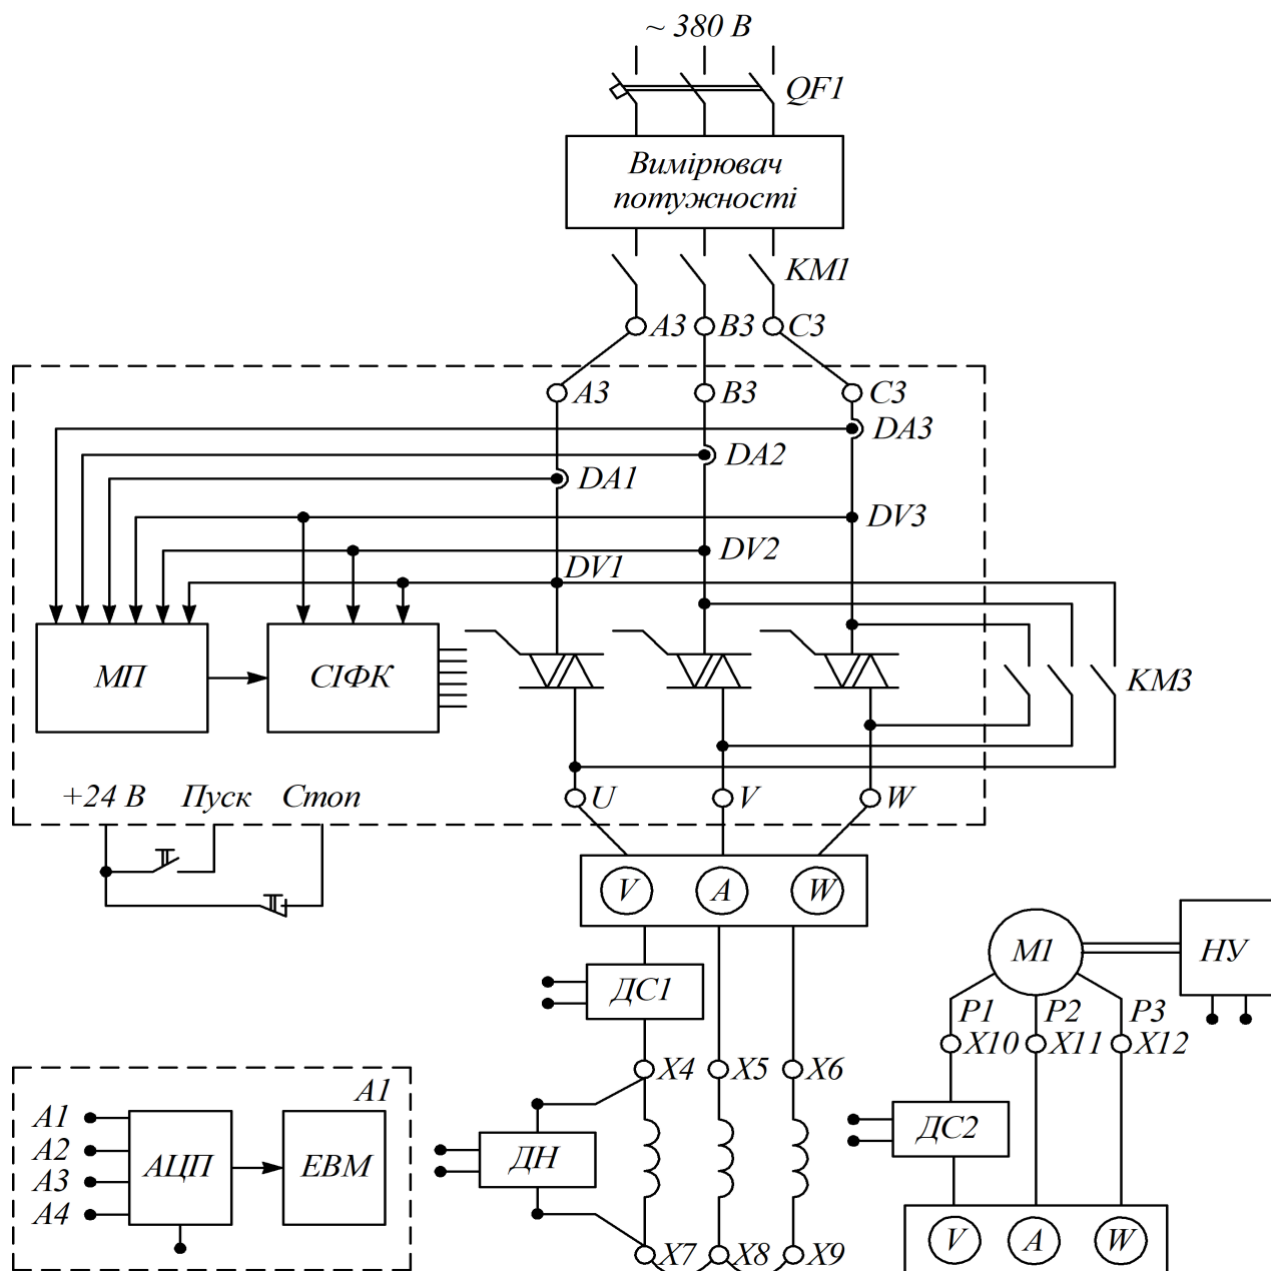 ~ 380 В
QF1
Вимірювач
потужності
KM1
A3 B3 C3
A3 B3 C3
DA3
DA2
DA1
DV3
DV2
DV1
МП СІФК
KM3
+24 В Пуск Стоп
U V W
V A W
M1 НУ
ДС1
P1 P2 P3
X10 X11 X12
X4 X5 X6
A1
A1
A2
A3
A4
АЦП ЕВМ
ДН
ДС2
V A W
X7 X8 X9